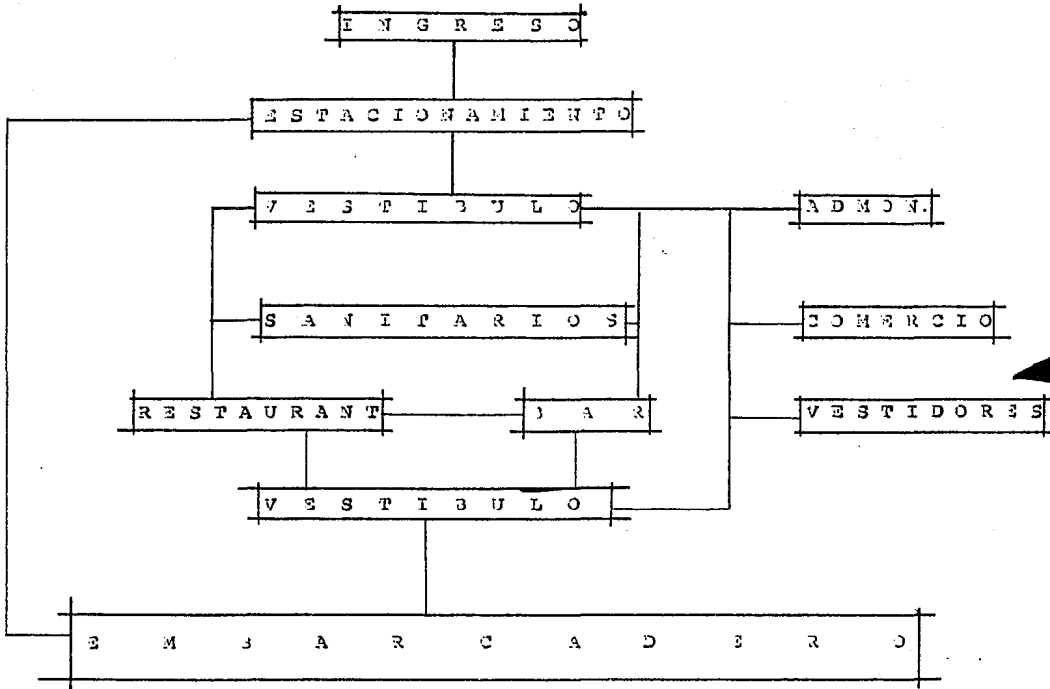 INGRESO
ESTACIONAMIENTO
VESTIBULO
ADMON.
SANITARIOS
COMERCIO
RESTAURANT
BAR
VESTIDORES
VESTIBULO
EMBARCADERO